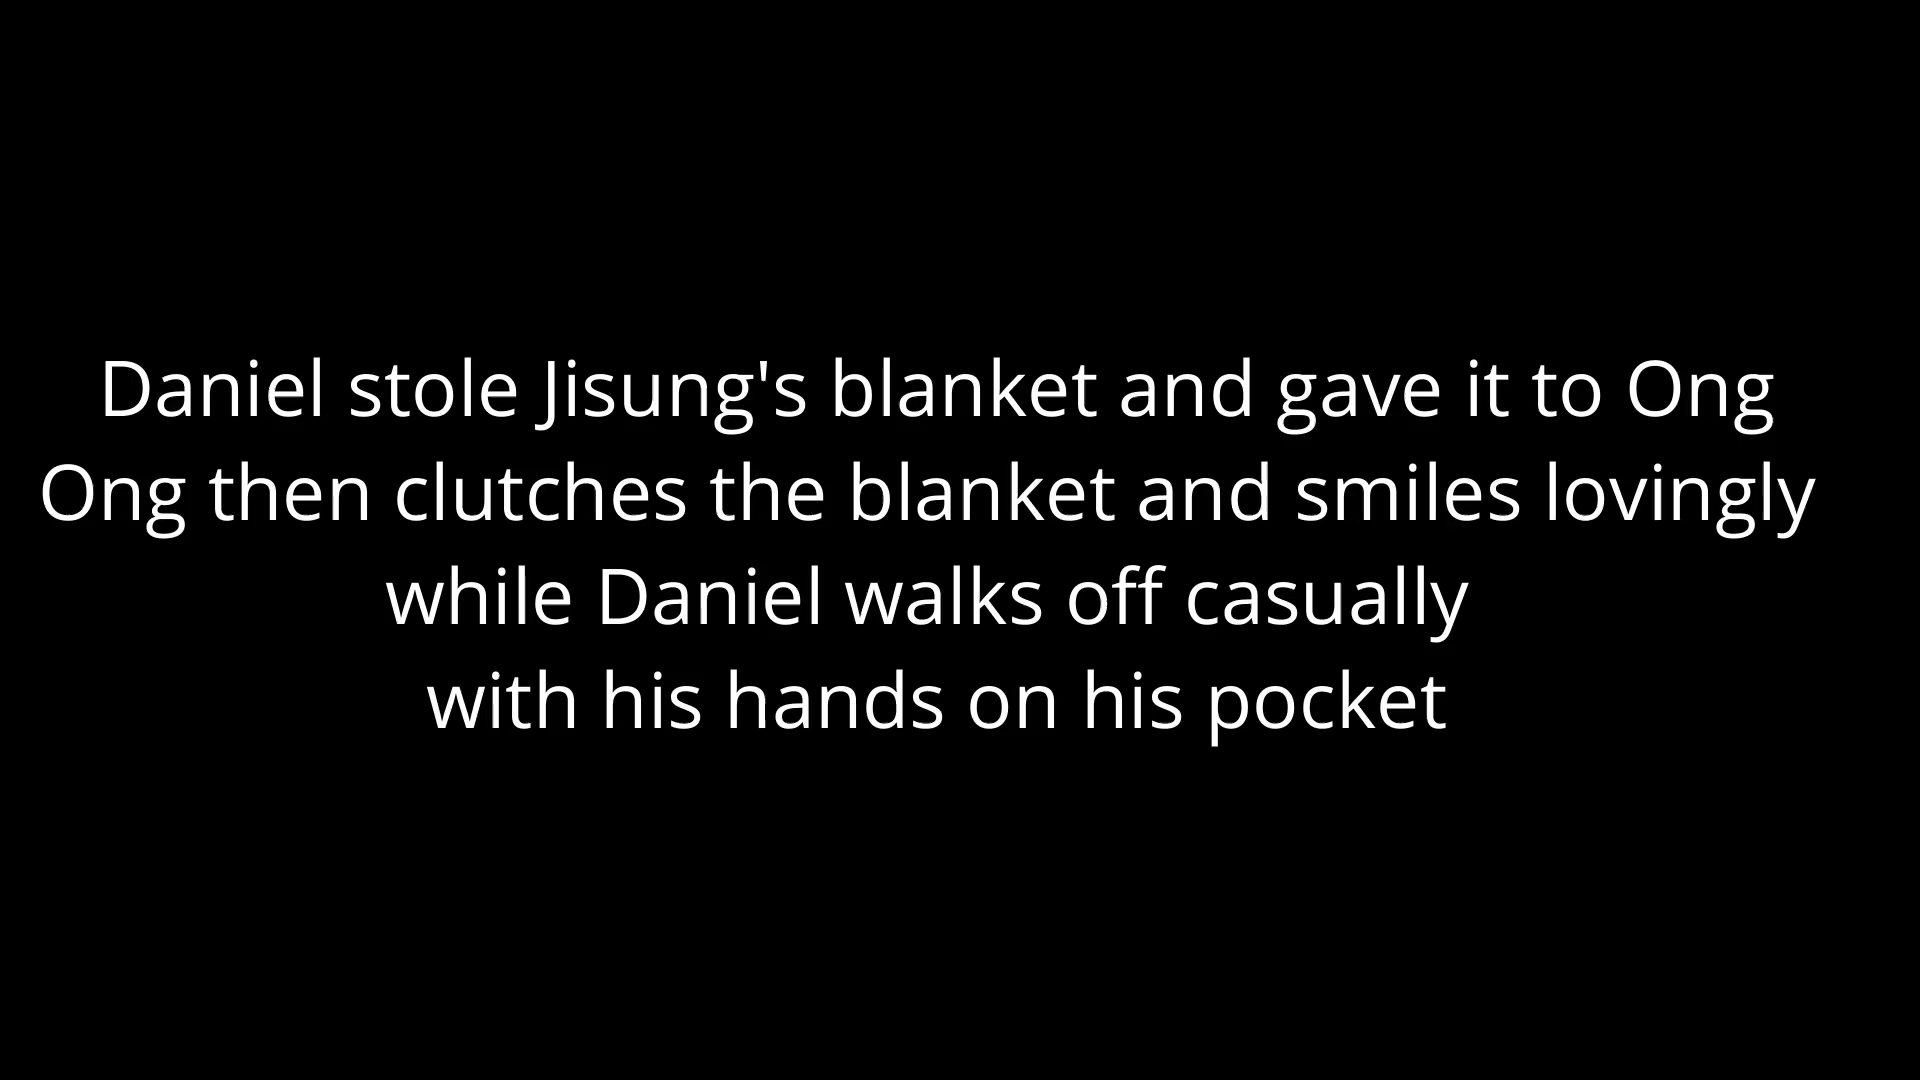 Daniel stole Jisung's blanket and gave it to Ong
Ong then clutches the blanket and smiles lovingly
while Daniel walks off casually
with his hands on his pocket